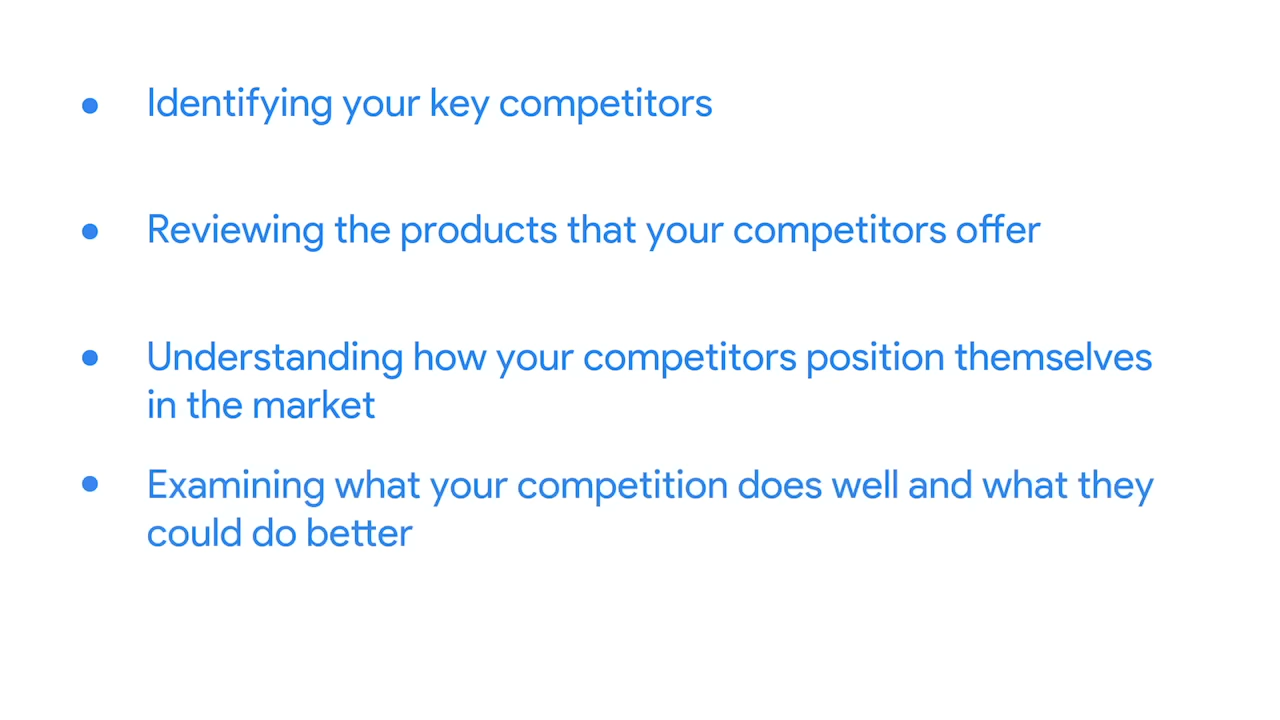 • Identifying your key competitors
• Reviewing the products that your competitors offer
• Understanding how your competitors position themselves
in the market
• Examining what your competition does well and what they
could do better